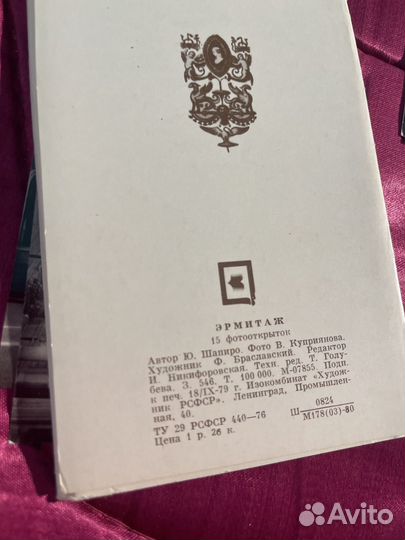 ЭРМИТАЖ
15 фотооткрыток
Автор Ю. Шапиро. Фото В. Куприянова.
Художник Ф. Браславский. Редактор
И. Никифоровская. Техн. ред. Т. Голу-
бева. З. 546. Т. 100 000. М-07855. Подп.
к печ. 18/IX-79 г. Изокомбинат «Худож-
ник РСФСР». Ленинград, Промышлен-
ная, 40.
ТУ 29 РСФСР 440—76
Ш 0824
М178(03)-80
Цена 1 р. 26 к.
Avito